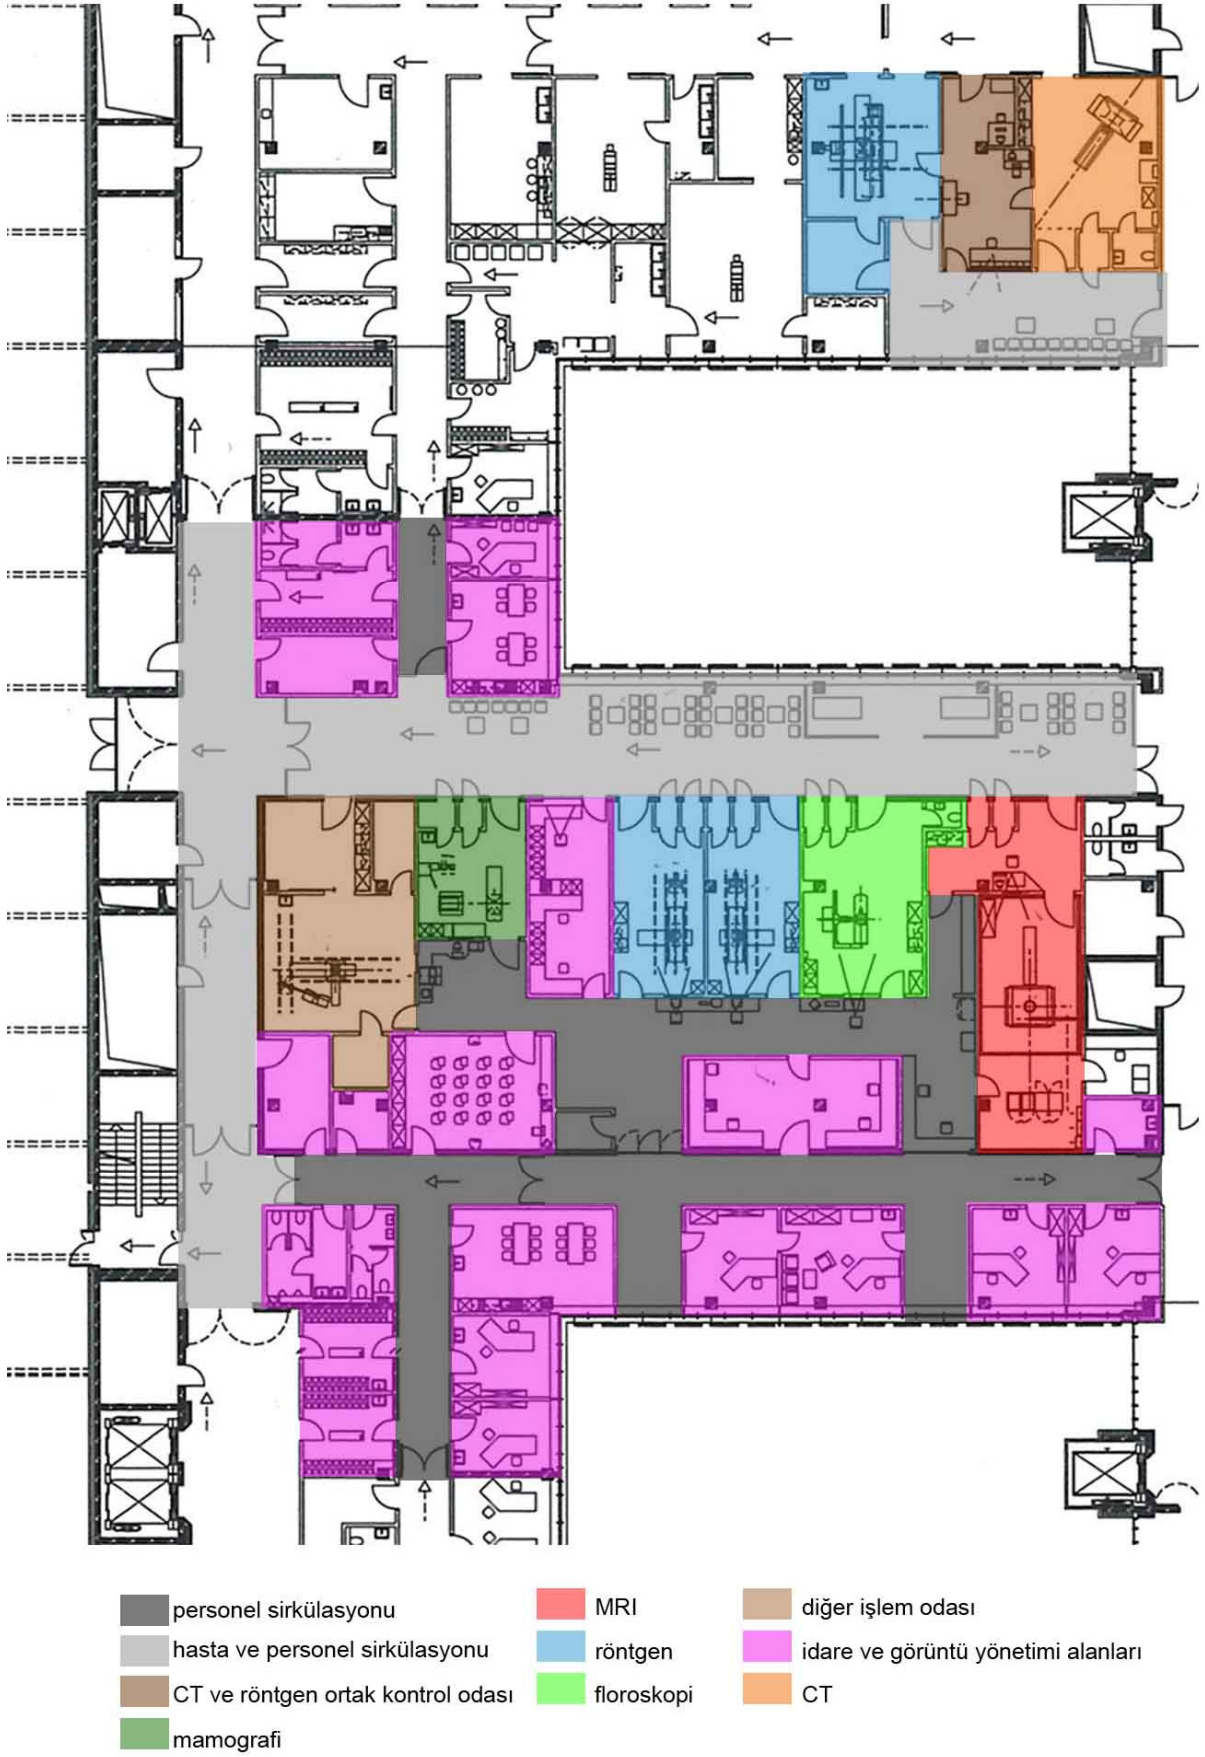 personel sirkülasyonu
hasta ve personel sirkülasyonu
CT ve röntgen ortak kontrol odası
mamografi
MRI
röntgen
floroskopi
diğer işlem odası
idare ve görüntü yönetimi alanları
CT